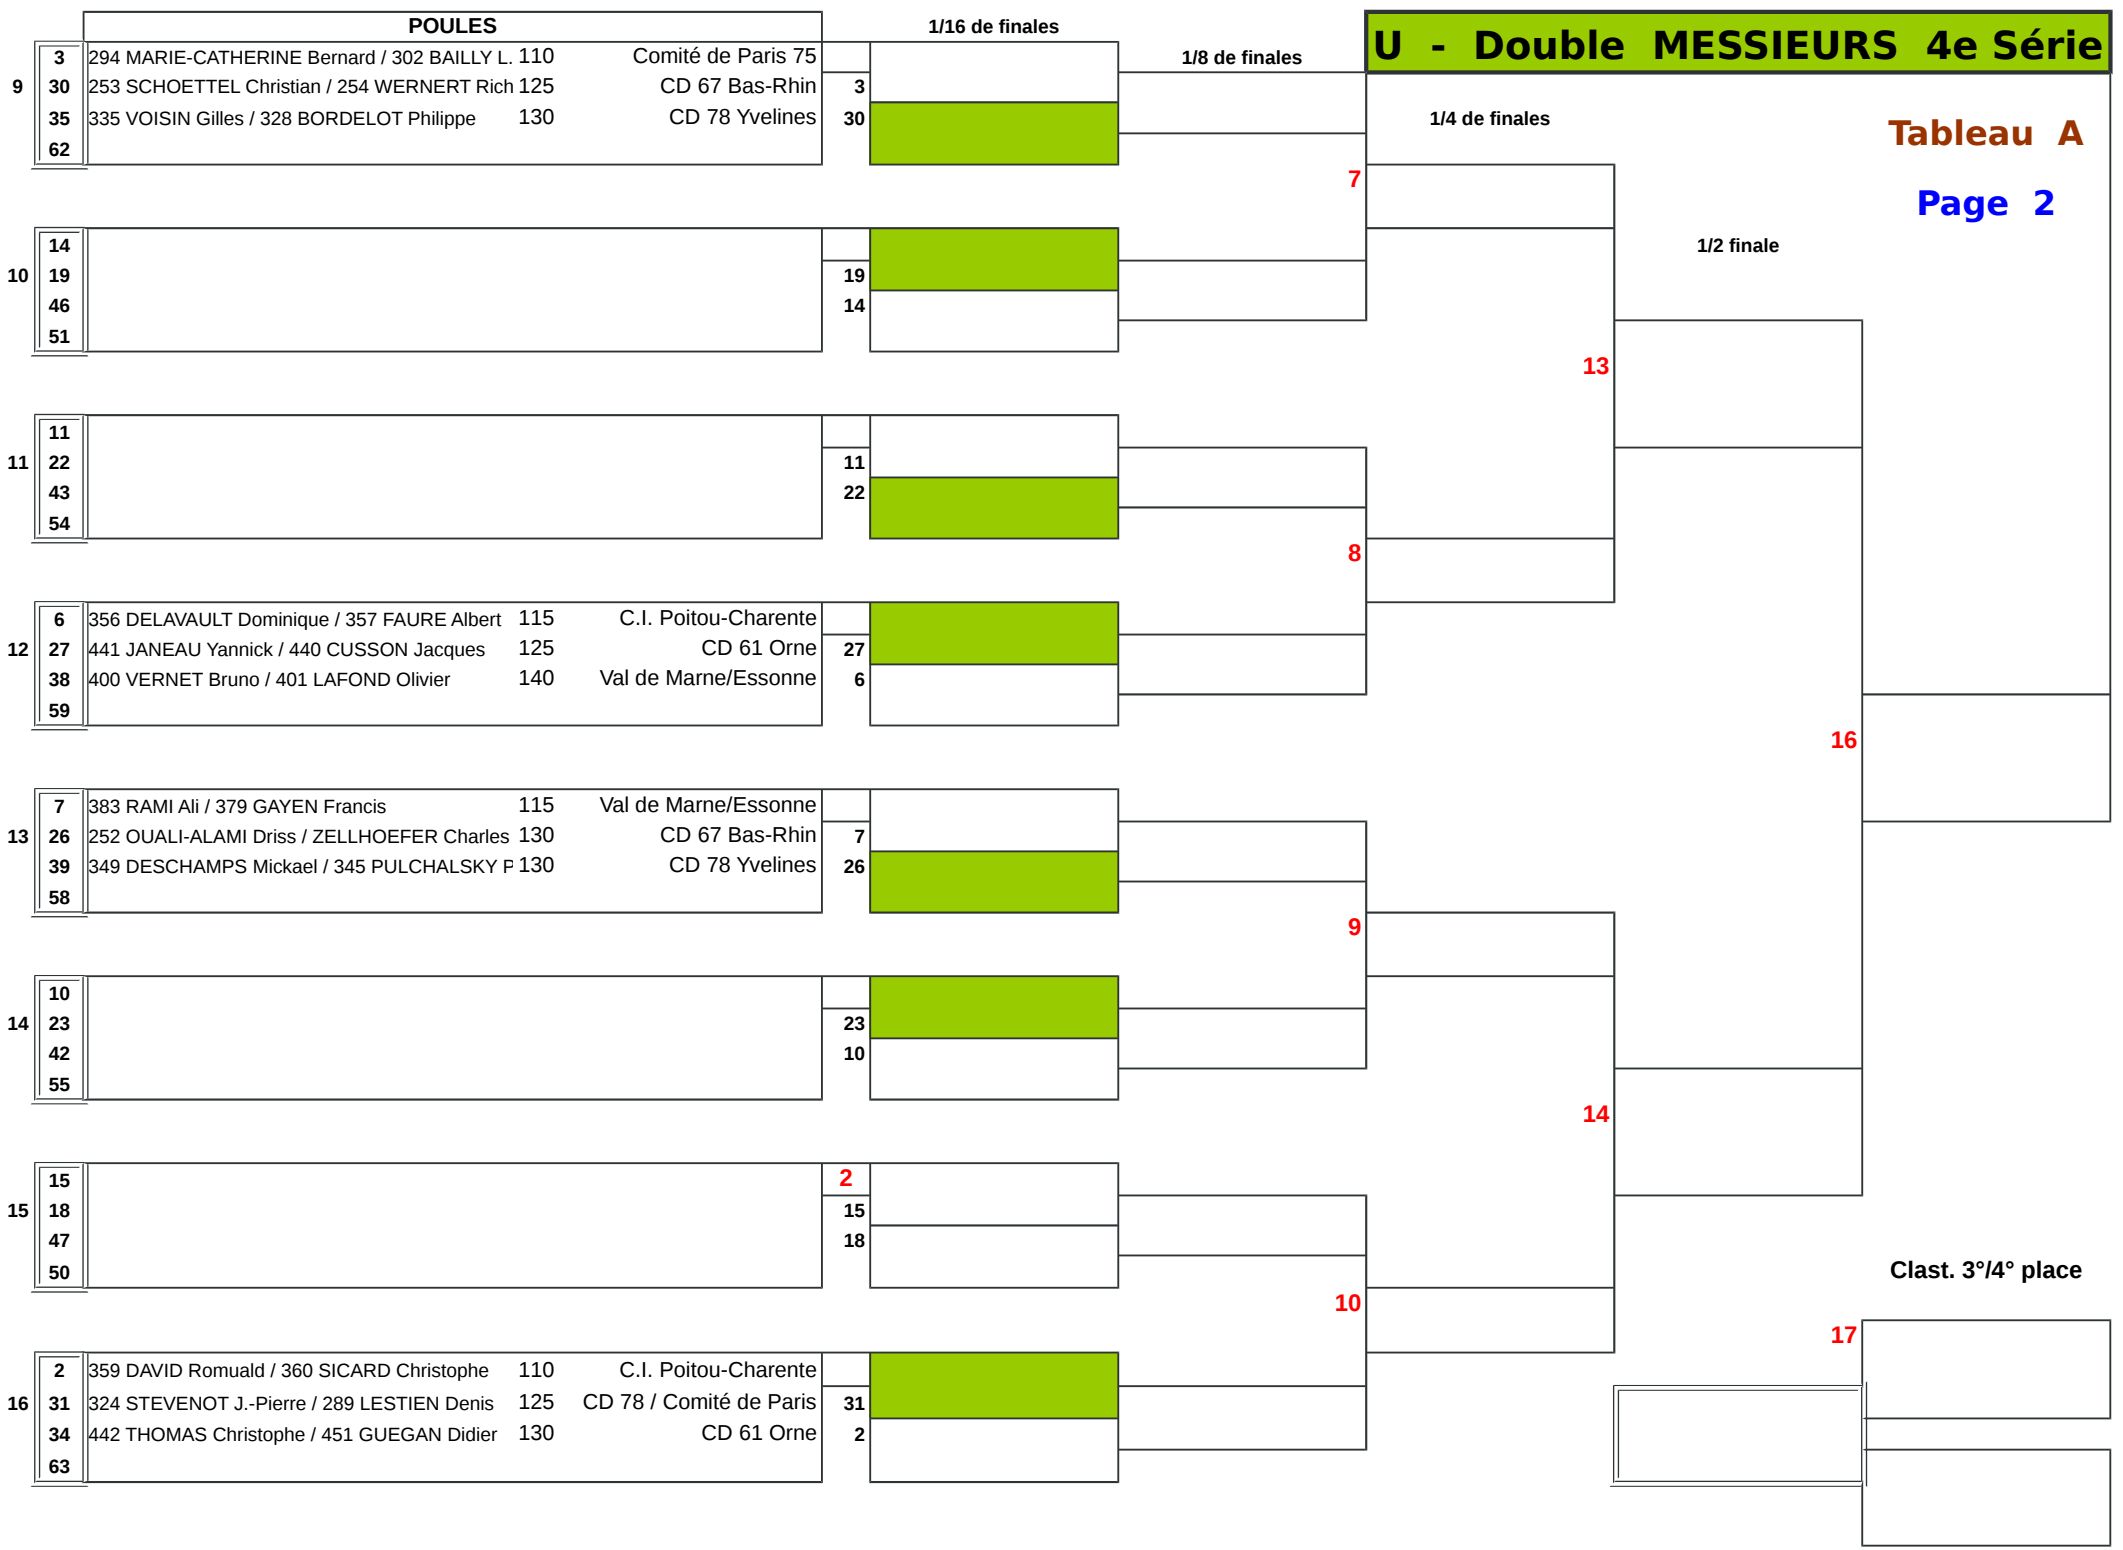 POULES
1/16 de finales
U - Double MESSIEURS 4e Série
3 294 MARIE-CATHERINE Bernard / 302 BAILLY L. 110 Comité de Paris 75
1/8 de finales
9 30 253 SCHOETTEL Christian / 254 WERNERT Rich 125 CD 67 Bas-Rhin 3
35 335 VOISIN Gilles / 328 BORDELOT Philippe 130 CD 78 Yvelines 30
1/4 de finales
Tableau A
62
7
Page 2
14
1/2 finale
10 19 19
46 14
51
13
11
11 22 11
43 22
54
8
6 356 DELAVAULT Dominique / 357 FAURE Albert 115 C.I. Poitou-Charente
12 27 441 JANEAU Yannick / 440 CUSSON Jacques 125 CD 61 Orne 27
38 400 VERNET Bruno / 401 LAFOND Olivier 140 Val de Marne/Essonne 6
59
16
7 383 RAMI Ali / 379 GAYEN Francis 115 Val de Marne/Essonne
13 26 252 OUALI-ALAMI Driss / ZELLHOEFER Charles 130 CD 67 Bas-Rhin 7
39 349 DESCHAMPS Mickael / 345 PULCHALSKY P 130 CD 78 Yvelines 26
58
9
10
14 23 23
42 10
55
14
15 2
15 18 15
47 18
50
Clast. 3°/4° place
10
17
2 359 DAVID Romuald / 360 SICARD Christophe 110 C.I. Poitou-Charente
16 31 324 STEVENOT J.-Pierre / 289 LESTIEN Denis 125 CD 78 / Comité de Paris 31
34 442 THOMAS Christophe / 451 GUEGAN Didier 130 CD 61 Orne 2
63